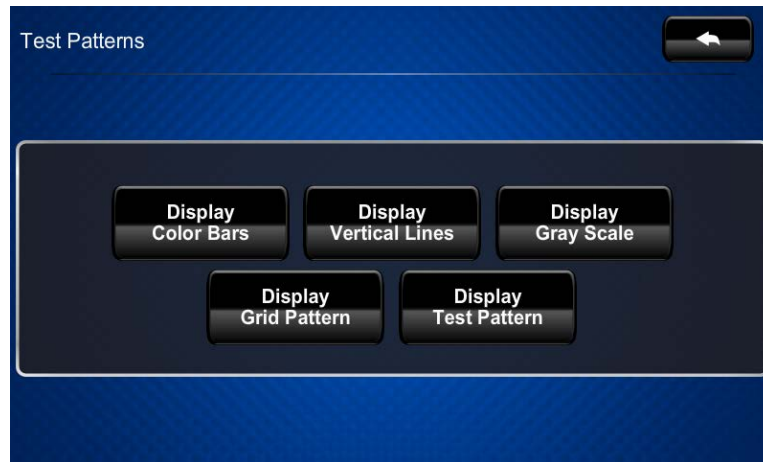 Test Patterns
Display
Color Bars
Display
Vertical Lines
Display
Gray Scale
Display
Grid Pattern
Display
Test Pattern